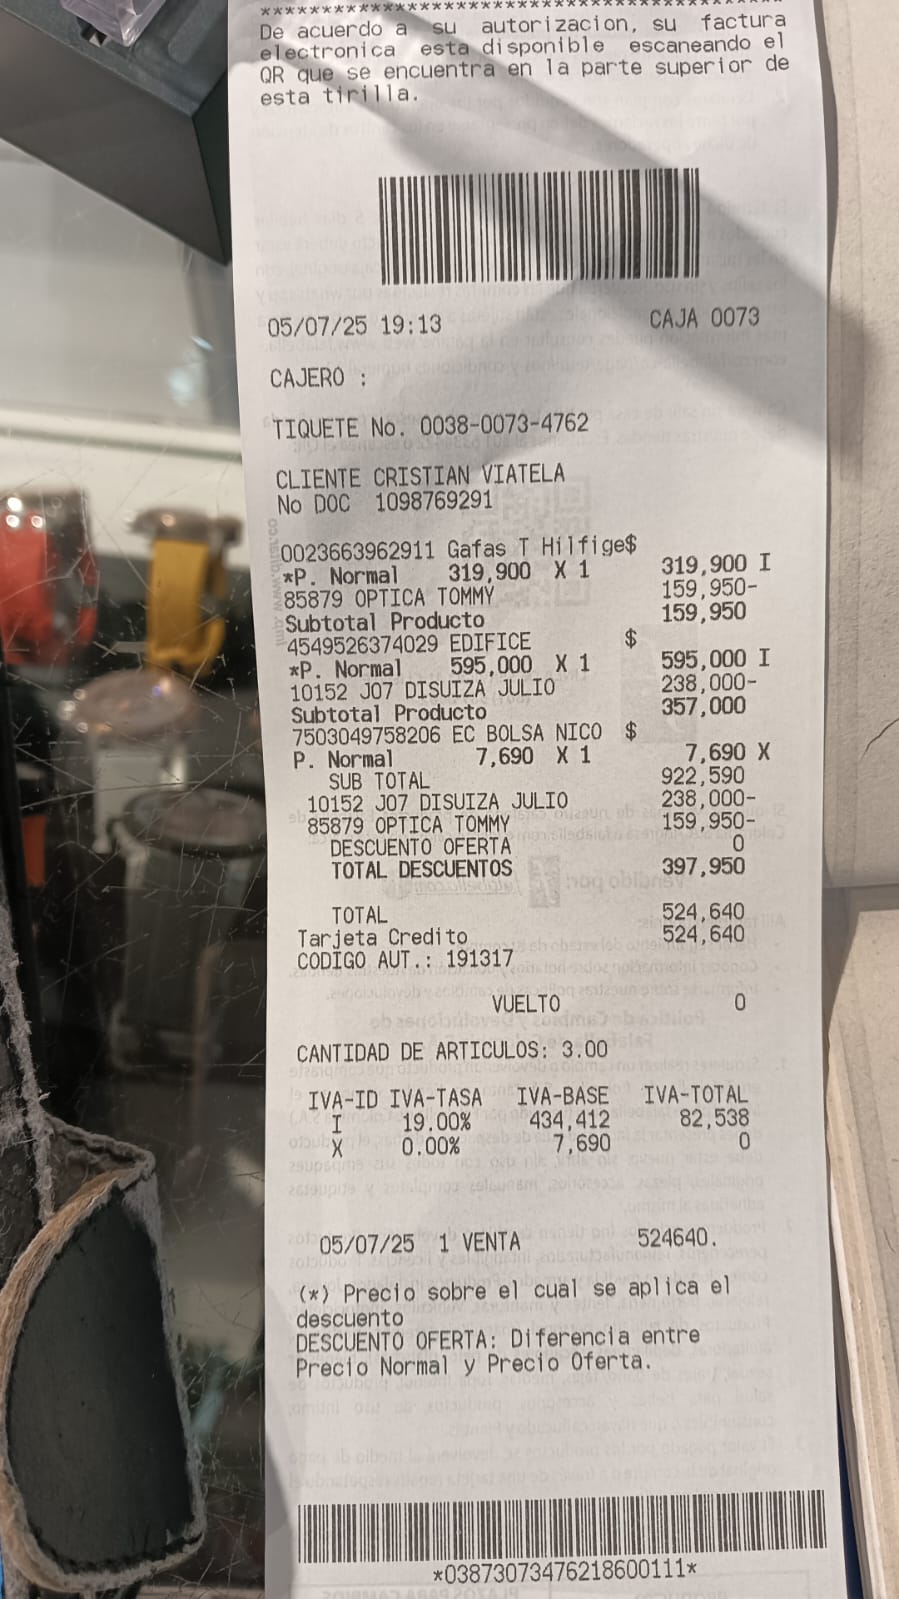 ****************************************
De acuerdo a su autorizacion, su factura
electronica esta disponible escaneando el
QR que se encuentra en la parte superior de
esta tirilla.
05/07/25 19:13 CAJA 0073
CAJERO :
TIQUETE No. 0038-0073-4762
CLIENTE CRISTIAN VIATELA
No DOC 1098769291
0023663962911 Gafas T Hilfige$
*P. Normal 319,900 X 1 319,900 I
85879 OPTICA TOMMY 159,950-
Subtotal Producto 159,950
4549526374029 EDIFICE $
*P. Normal 595,000 X 1 595,000 I
10152 J07 DISUIZA JULIO 238,000-
Subtotal Producto 357,000
7503049758206 EC BOLSA NICO $
P. Normal 7,690 X 1 7,690 X
SUB TOTAL 922,590
10152 J07 DISUIZA JULIO 238,000-
85879 OPTICA TOMMY 159,950-
DESCUENTO OFERTA 0
TOTAL DESCUENTOS 397,950
TOTAL 524,640
Tarjeta Credito 524,640
CODIGO AUT.: 191317
VUELTO 0
CANTIDAD DE ARTICULOS: 3.00
IVA-ID IVA-TASA IVA-BASE IVA-TOTAL
I 19.00% 434,412 82,538
X 0.00% 7,690 0
05/07/25 1 VENTA 524640.
(*) Precio sobre el cual se aplica el
descuento
DESCUENTO OFERTA: Diferencia entre
Precio Normal y Precio Oferta.
*03873073476218600111*